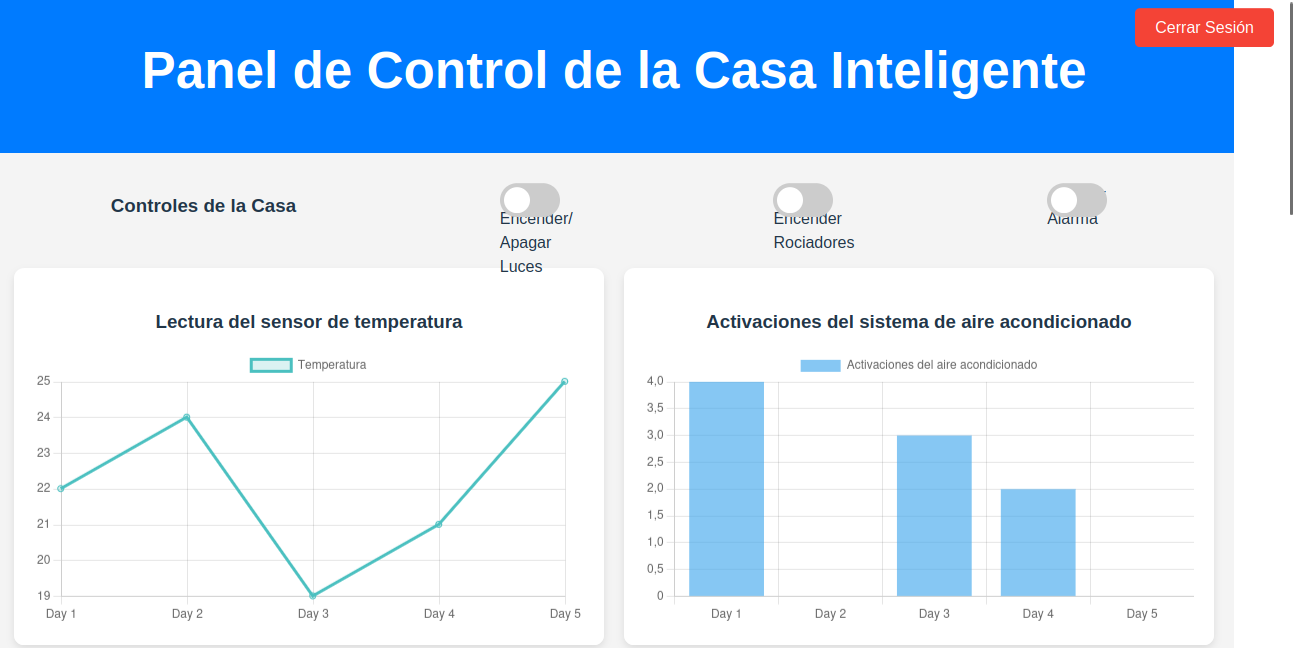 Cerrar Sesión
Panel de Control de la Casa Inteligente
Controles de la Casa
Encender/
Apagar
Luces
Encender
Rociadores
Alarma
Lectura del sensor de temperatura
Temperatura
25
24
23
22
21
20
19
Day 1
Day 2
Day 3
Day 4
Day 5
Activaciones del sistema de aire acondicionado
Activaciones del aire acondicionado
4,0
3,5
3,0
2,5
2,0
1,5
1,0
0,5
0
Day 1
Day 2
Day 3
Day 4
Day 5